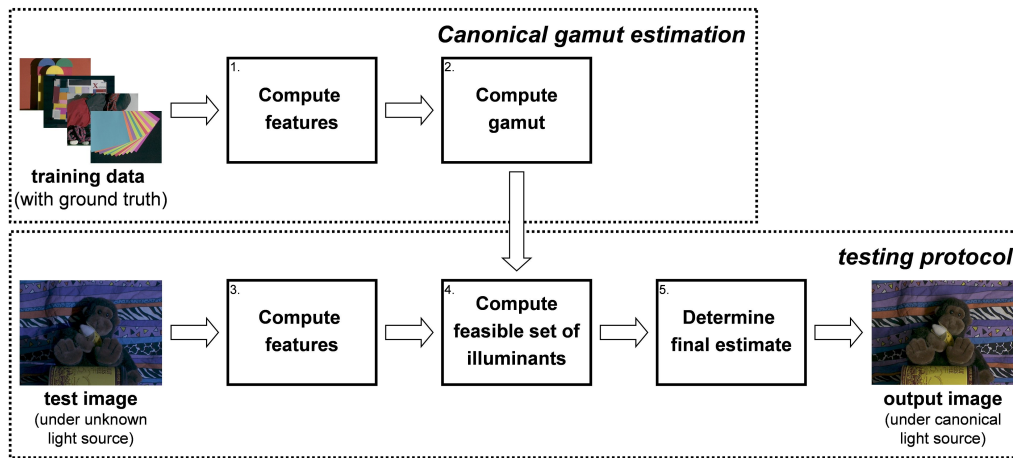 Canonical gamut estimation
1.
Compute
features
2.
Compute
gamut
training data
(with ground truth)
testing protocol
3.
Compute
features
4.
Compute
feasible set of
illuminants
5.
Determine
final estimate
test image
(under unknown
light source)
output image
(under canonical
light source)